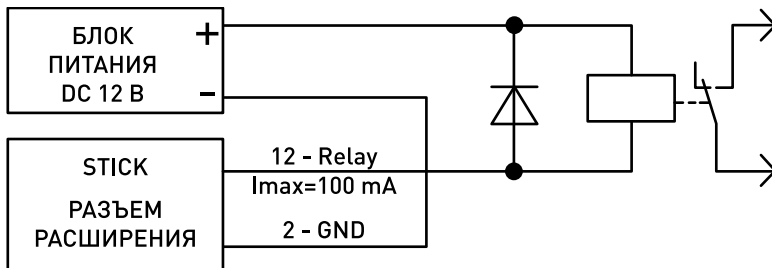 БЛОК
ПИТАНИЯ
DC 12 В
+
-
STICK
РАЗЪЕМ
РАСШИРЕНИЯ
12 - Relay
Imax=100 mA
2 - GND